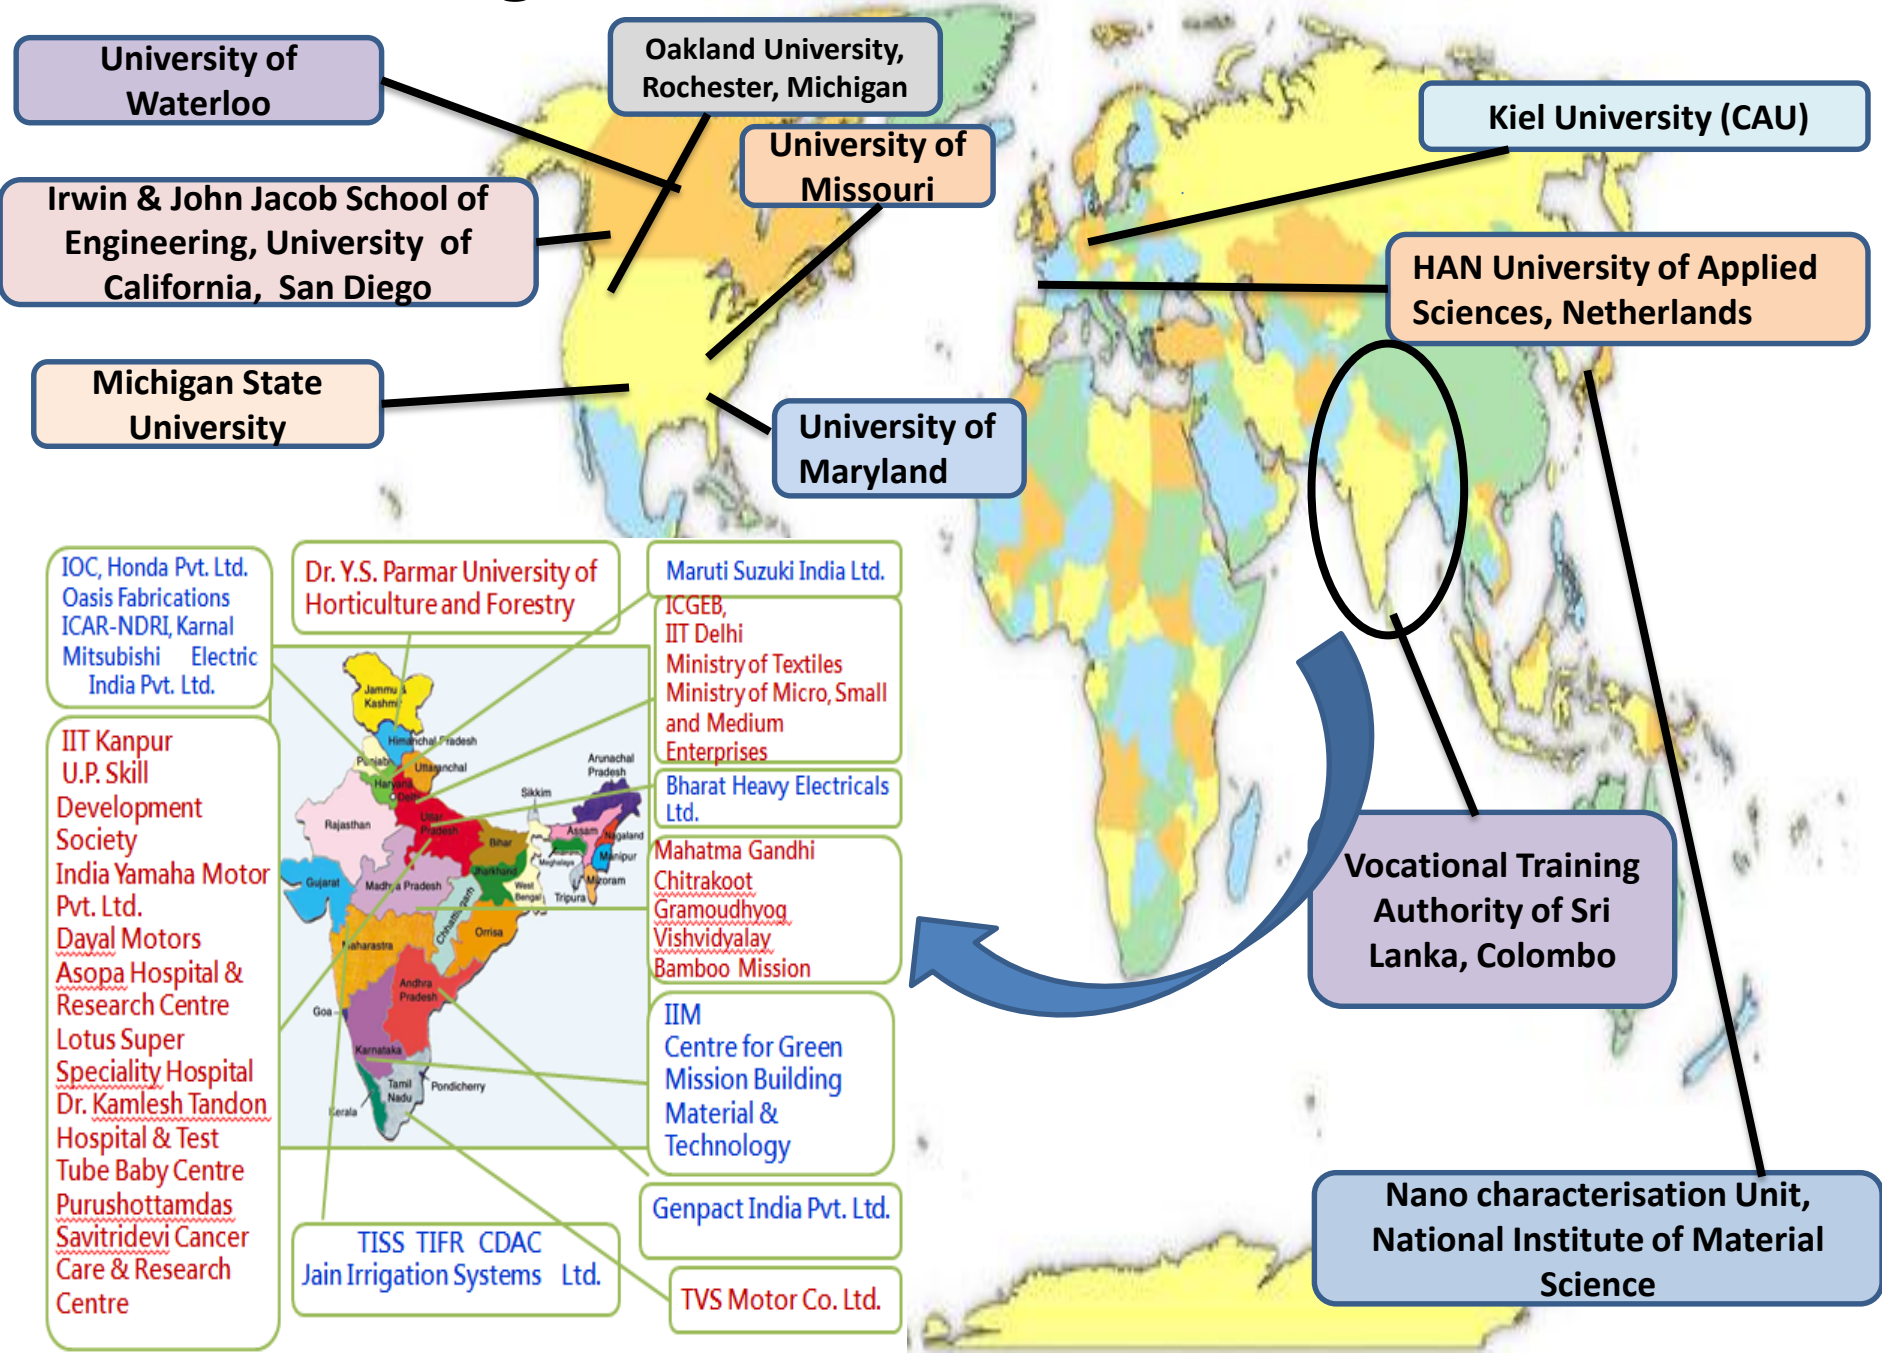 University of
Waterloo
Oakland University,
Rochester, Michigan
University of
Missouri
Kiel University (CAU)
Irwin & John Jacob School of
Engineering, University of
California, San Diego
HAN University of Applied
Sciences, Netherlands
Michigan State
University
University of
Maryland
IOC, Honda Pvt. Ltd.
Oasis Fabrications
ICAR-NDRI, Karnal
Mitsubishi Electric
India Pvt. Ltd.
Dr. Y.S. Parmar University of
Horticulture and Forestry
Maruti Suzuki India Ltd.
ICGEB,
IIT Delhi
Ministry of Textiles
Ministry of Micro, Small
and Medium
Enterprises
Bharat Heavy Electricals
Ltd.
Mahatma Gandhi
Chitrakoot
Gramoudhyog
Vishvidyalay
Bamboo Mission
IIM
Centre for Green
Mission Building
Material &
Technology
Genpact India Pvt. Ltd.
TVS Motor Co. Ltd.
TISS TIFR CDAC
Jain Irrigation Systems Ltd.
IIT Kanpur
U.P. Skill
Development
Society
India Yamaha Motor
Pvt. Ltd.
Dayal Motors
Asopa Hospital &
Research Centre
Lotus Super
Speciality Hospital
Dr. Kamlesh Tandon
Hospital & Test
Tube Baby Centre
Purushottamdas
Savitridevi Cancer
Care & Research
Centre
Jammu &
Kashmir
Himanchal Pradesh
Punjab
Uttaranchal
Haryana
Delhi
Arunachal
Pradesh
Sikkim
Rajasthan
Uttar
Pradesh
Bihar
Assam
Nagaland
Meghalaya
Manipur
Jharkhand
West
Bengal
Tripura
Mizoram
Gujarat
Madhya Pradesh
Chhattisgarh
Maharastra
Orrisa
Andhra
Pradesh
Goa
Karnataka
Tamil
Nadu
Pondicherry
Kerala
Vocational Training
Authority of Sri
Lanka, Colombo
Nano characterisation Unit,
National Institute of Material
Science